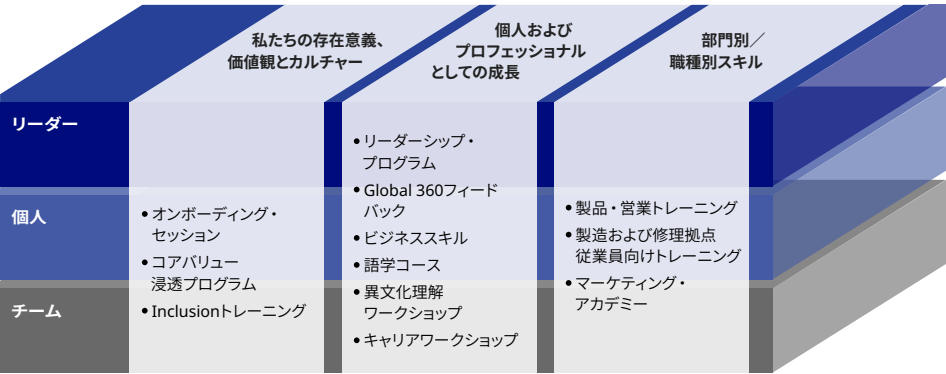 私たちの存在意義、
価値観とカルチャー
個人および
プロフェッショナル
としての成長
部門別／
職種別スキル
リーダー
個人
チーム
•オンボーディング・
セッション
•コアバリュー
浸透プログラム
•Inclusionトレーニング
•リーダーシップ・
プログラム
•Global 360フィード
バック
•ビジネススキル
•語学コース
•異文化理解
ワークショップ
•キャリアワークショップ
•製品・営業トレーニング
•製造および修理拠点
従業員向けトレーニング
•マーケティング・
アカデミー